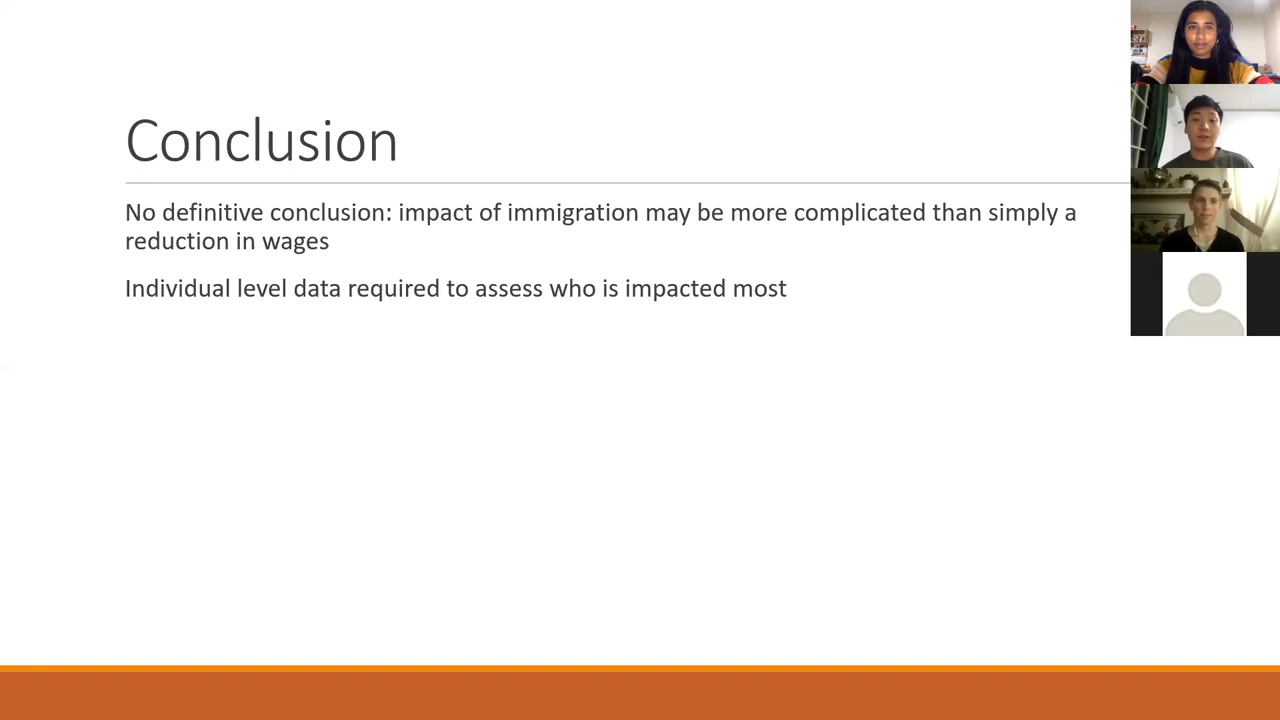 Conclusion
No definitive conclusion: impact of immigration may be more complicated than simply a
reduction in wages
Individual level data required to assess who is impacted most